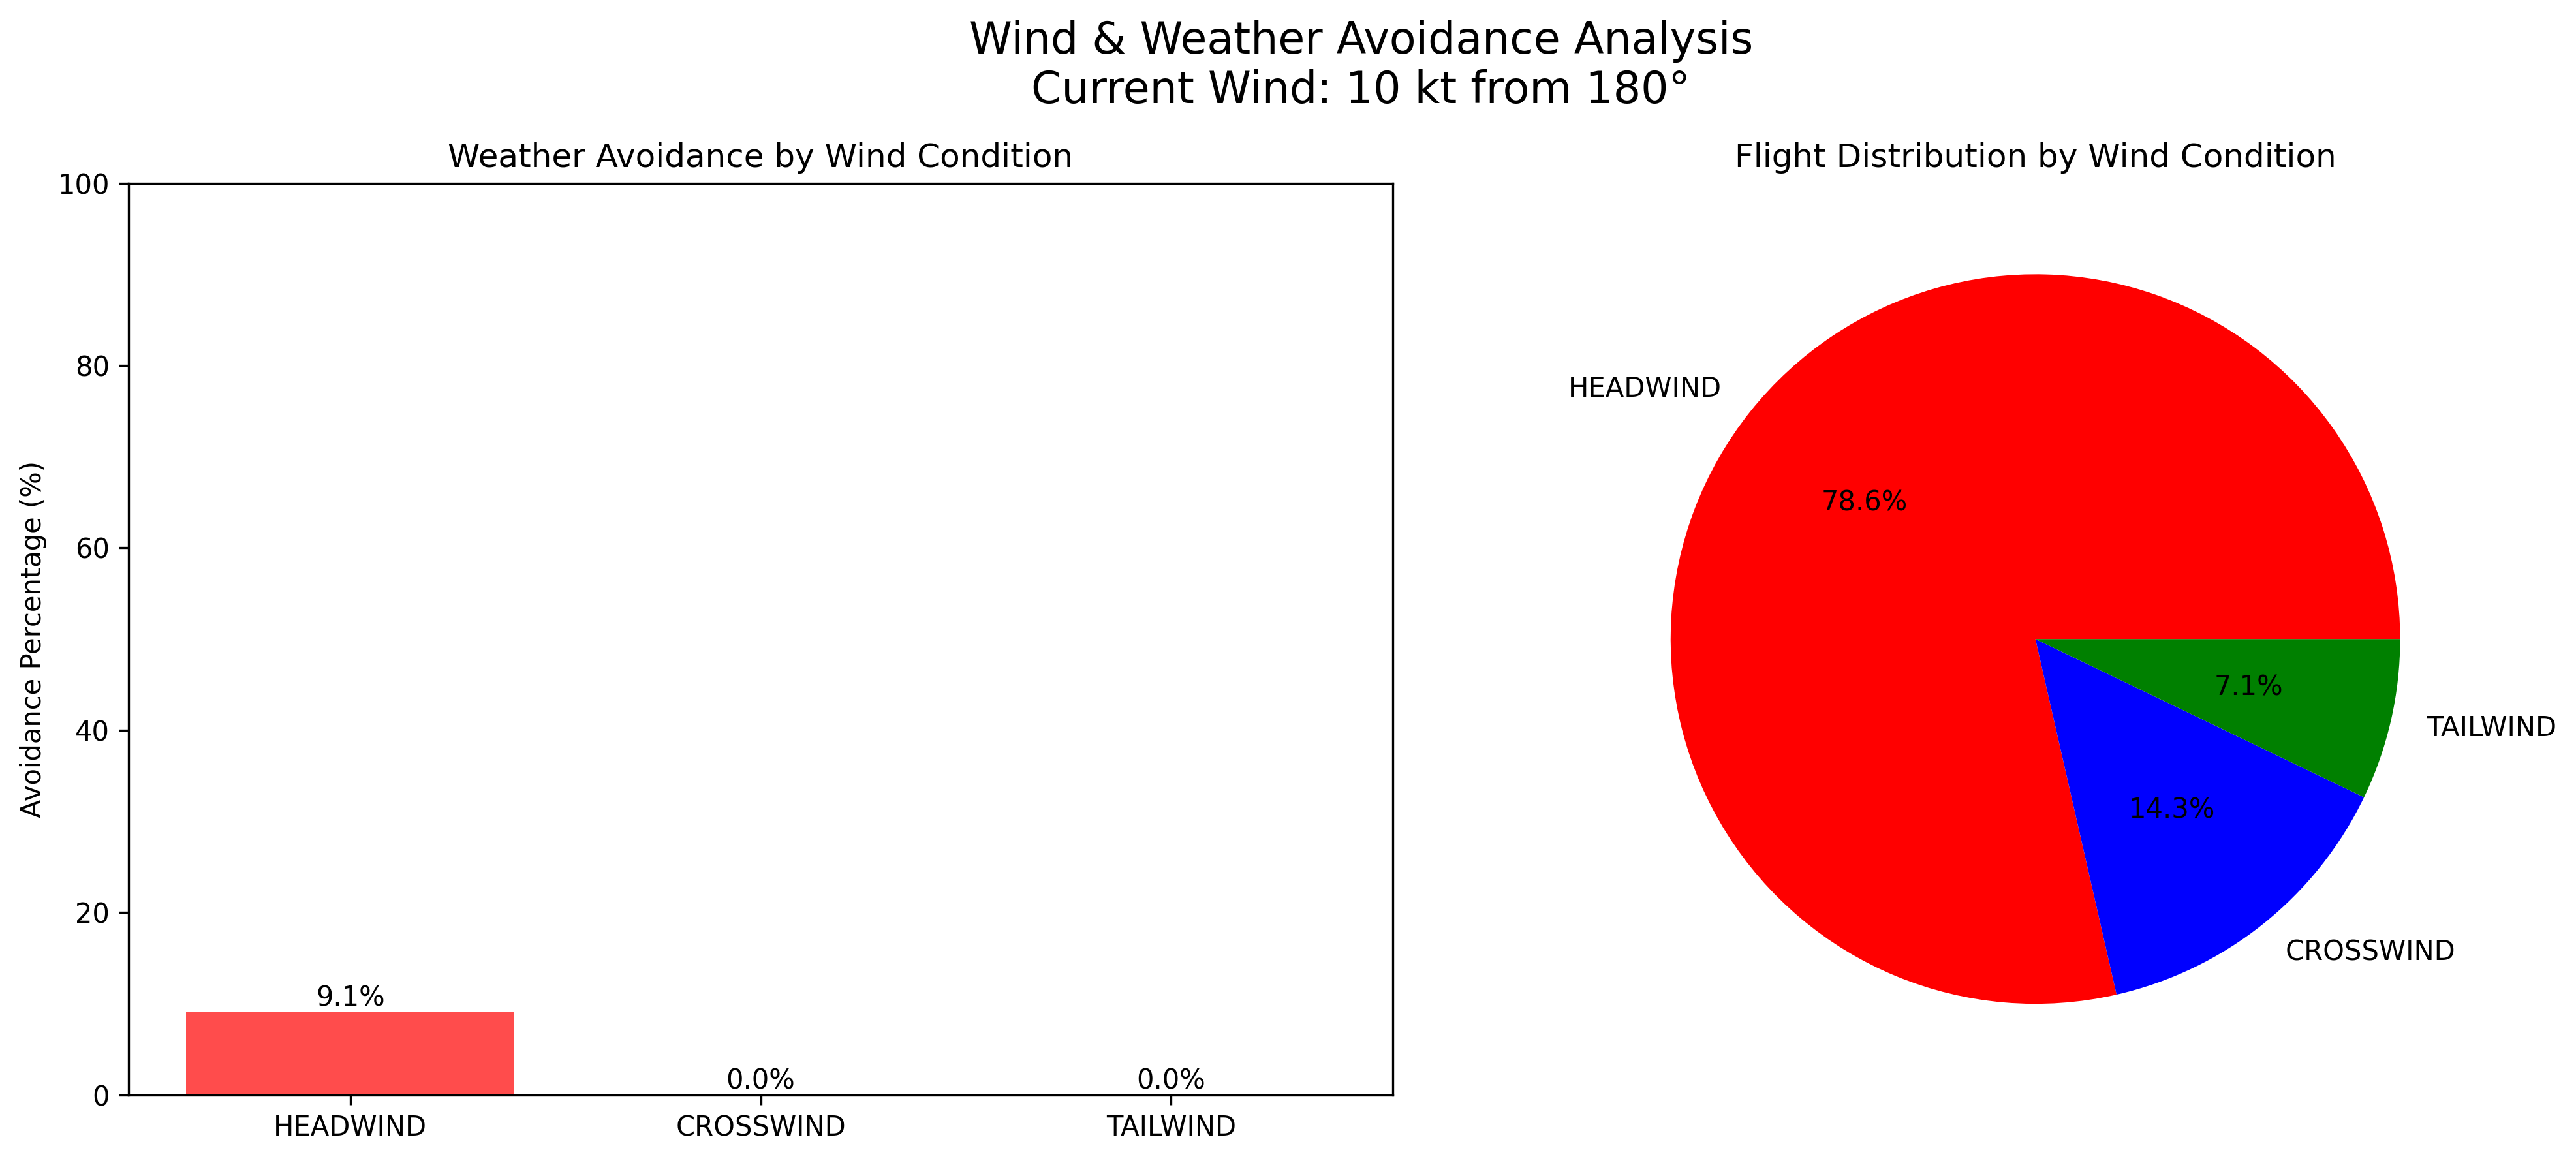 Wind & Weather Avoidance Analysis
Current Wind: 10 kt from 180°
Weather Avoidance by Wind Condition
100
80
60
40
20
0
Avoidance Percentage (%)
9.1%
0.0%
0.0%
HEADWIND
CROSSWIND
TAILWIND
Flight Distribution by Wind Condition
HEADWIND
78.6%
7.1%
TAILWIND
14.3%
CROSSWIND